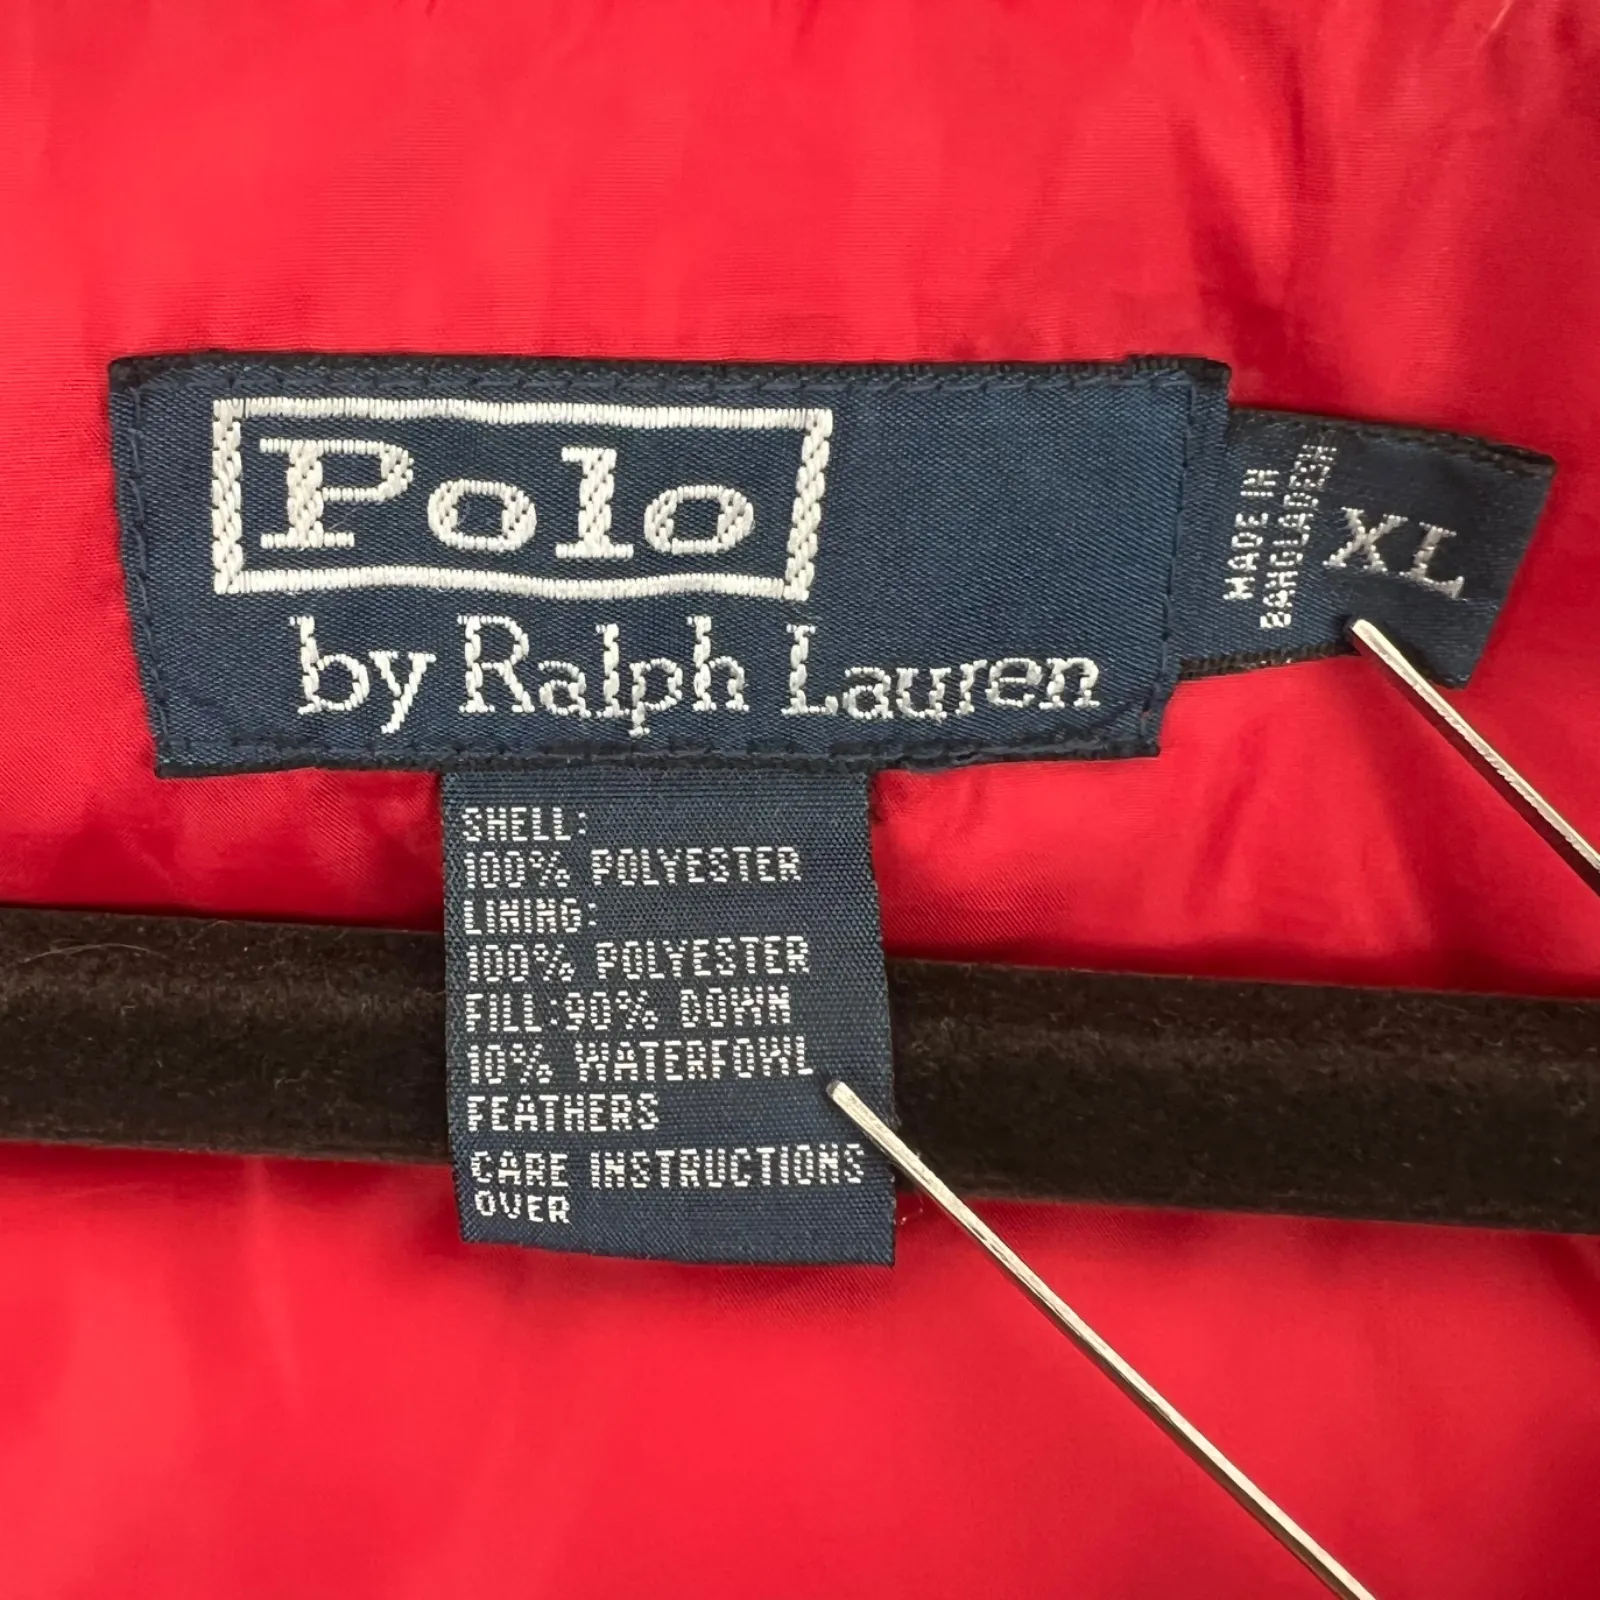 Polo
by Ralph Lauren
MADE IN
BANGLADESH
XL
SHELL:
100% POLYESTER
LINING:
100% POLYESTER
FILL:90% DOWN
10% WATERFOWL
FEATHERS
CARE INSTRUCTIONS
OVER